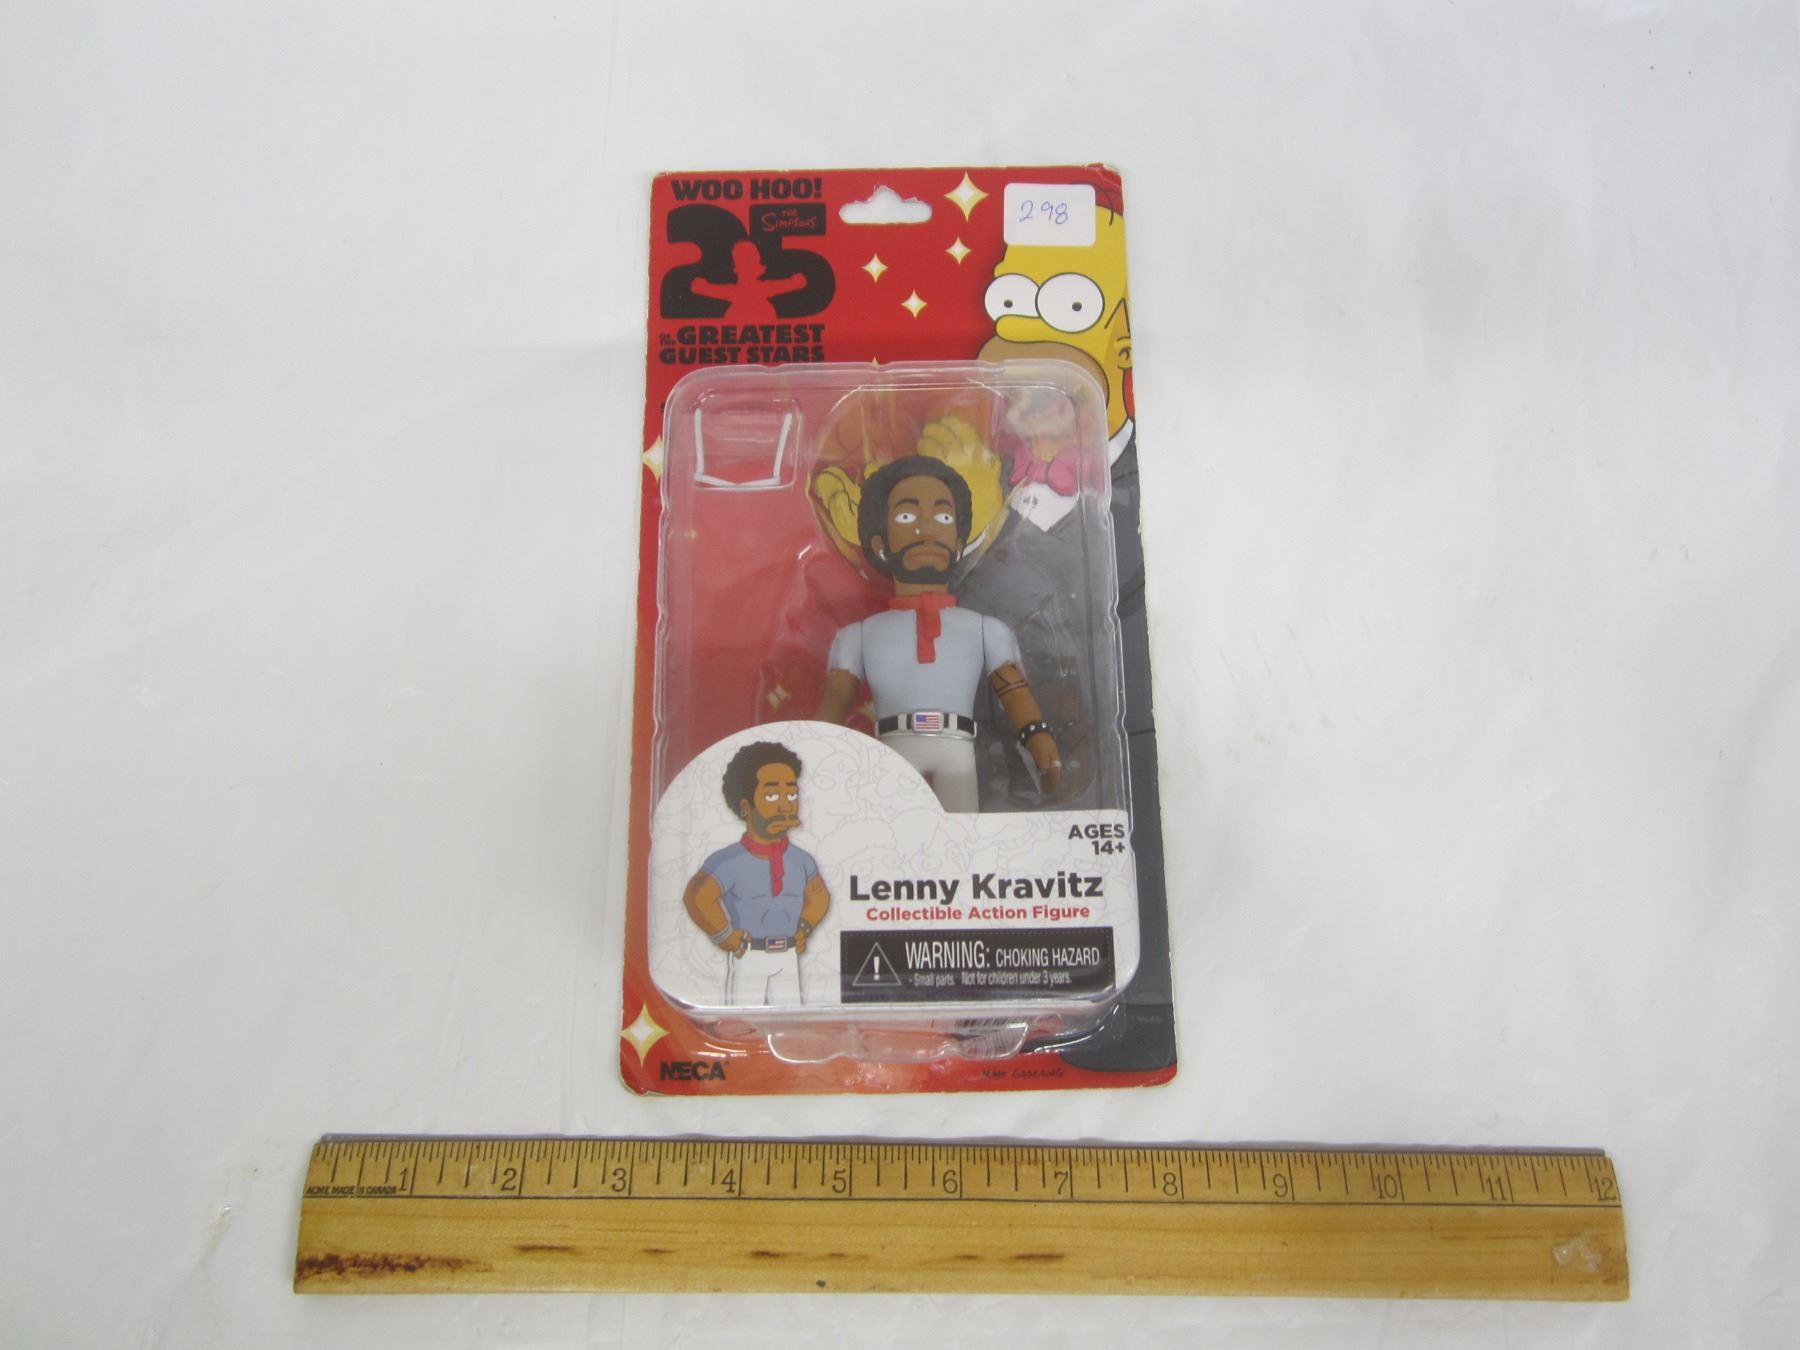 WOO HOO!
298
THE
SIMPSONS
25
OF THE GREATEST
GUEST STARS
AGES
14+
Lenny Kravitz
Collectible Action Figure
WARNING: CHOKING HAZARD
- Small parts. Not for children under 3 years.
NECA
MATT GROENING
1 2 3 4 5 6 7 8 9 10 11 12
ACME MADE IN CANADA